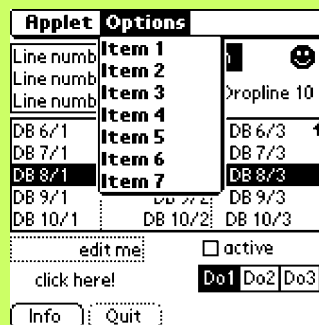 Applet Options
Item 1
Item 2
Item 3
Item 4
Item 5
Item 6
Item 7
Line numb
Line numb
Line numb
Dropline 10
DB 6/1 DB 6/3
DB 7/1 DB 7/3
DB 8/1 DB 8/3
DB 9/1 DB 9/3
DB 10/1 DB 10/2 DB 10/3
edit me active
click here! Do1 Do2 Do3
Info Quit